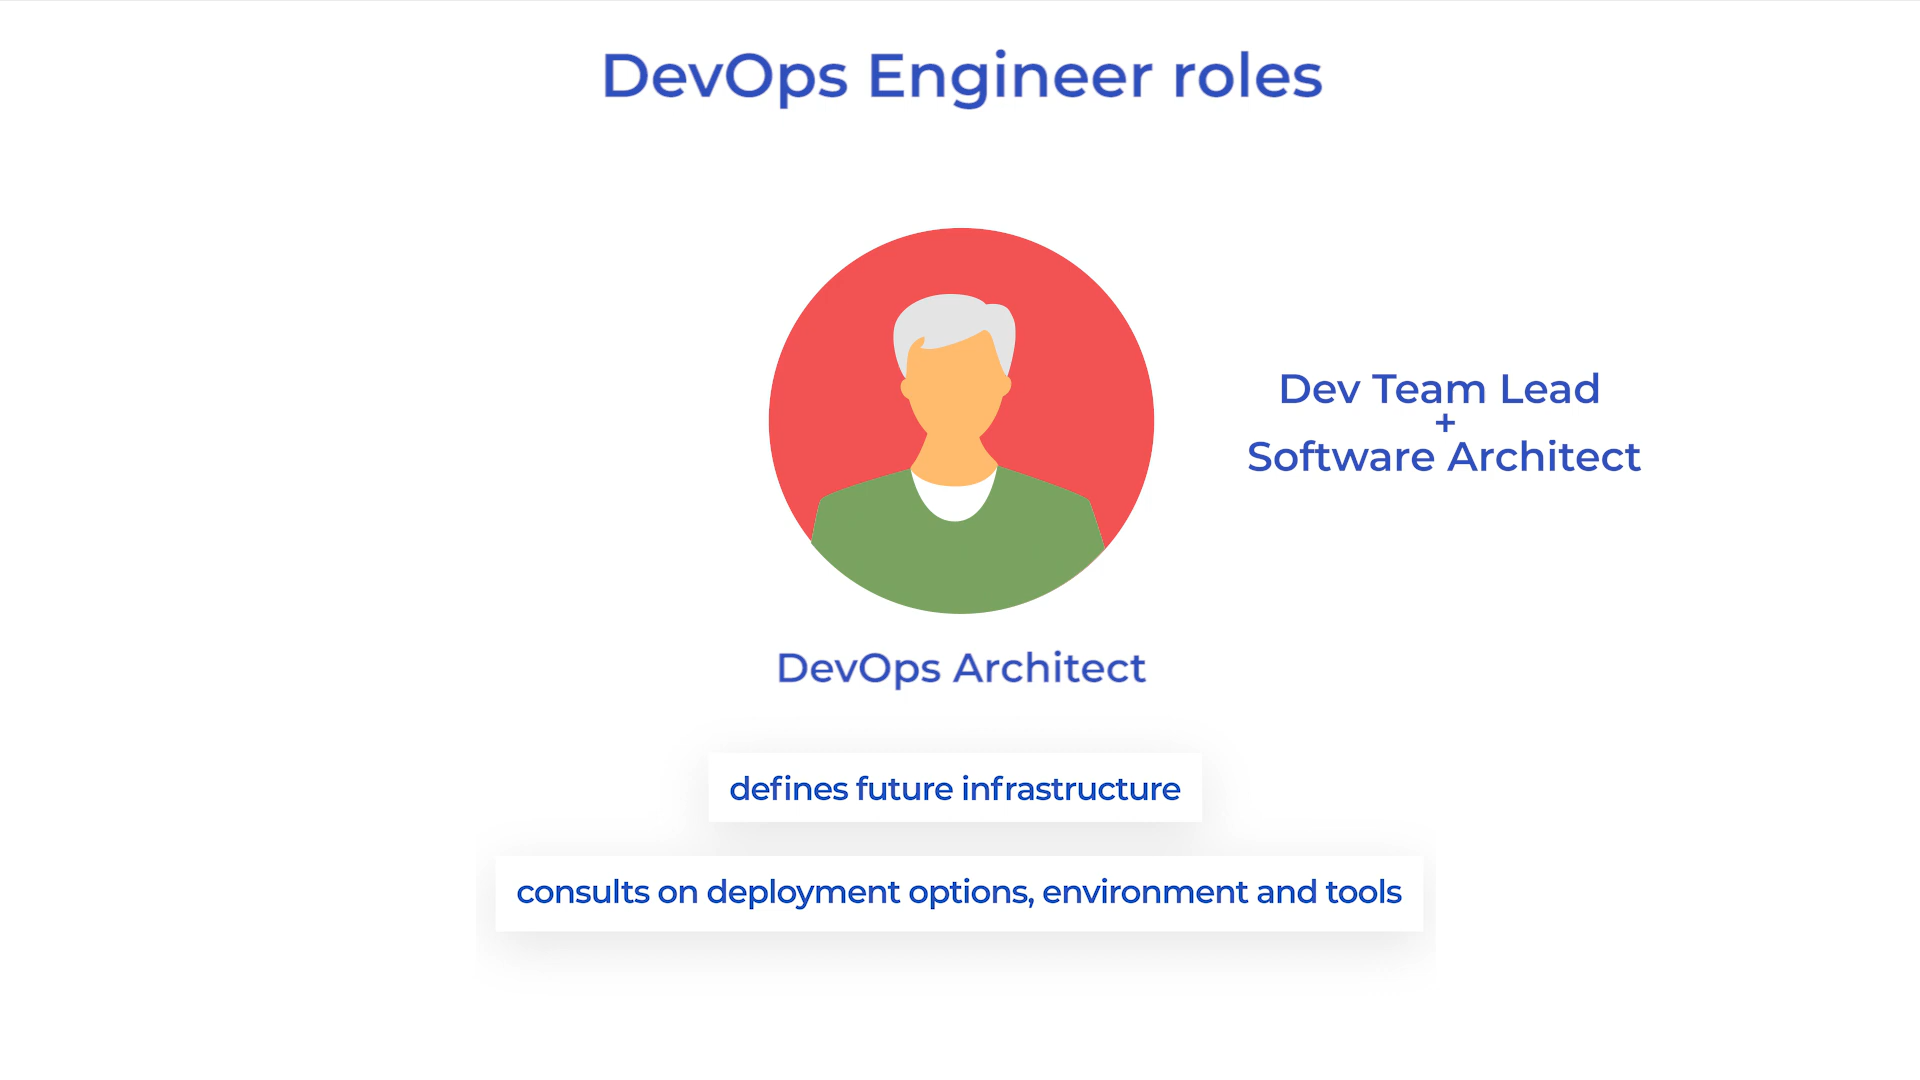 DevOps Engineer roles
Dev Team Lead
+
Software Architect
DevOps Architect
defines future infrastructure
consults on deployment options, environment and tools